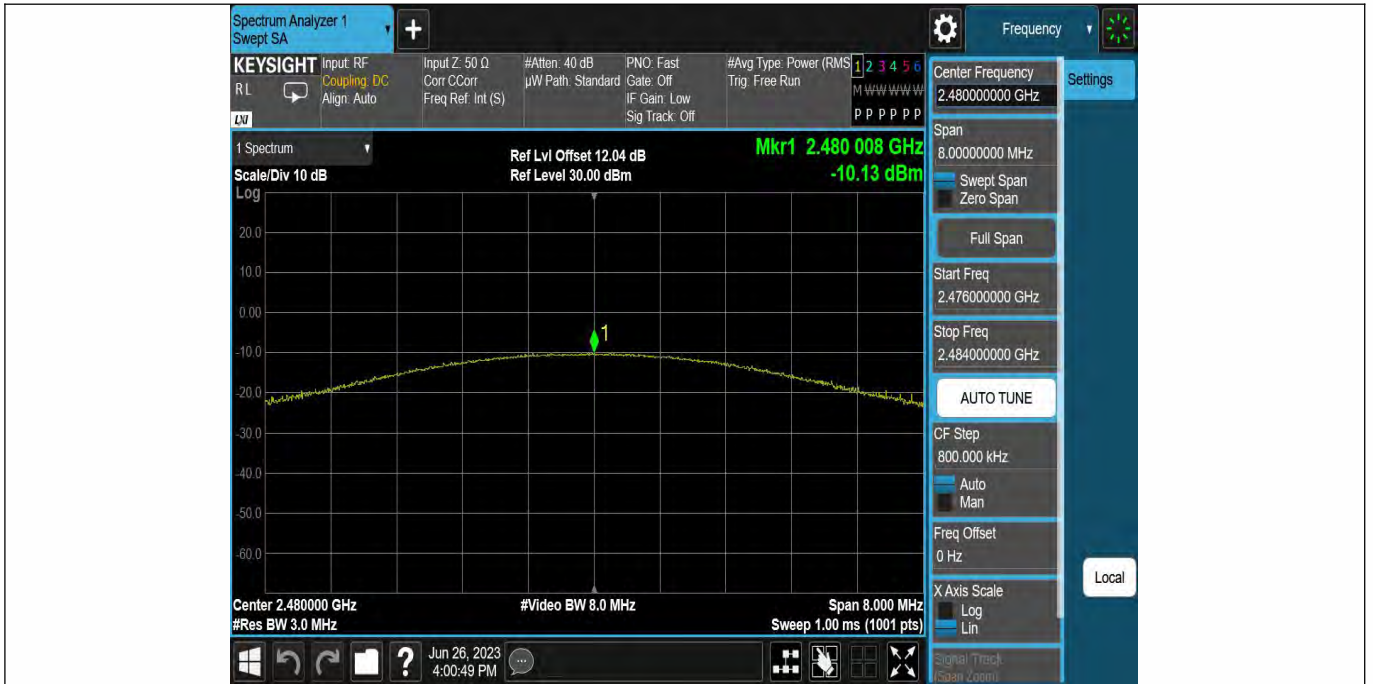 Spectrum Analyzer 1
Swept SA
+
Frequency
KEYSIGHT
R L
LXI
Input: RF
Coupling: DC
Align: Auto
Input Z: 50 Ω
Corr CCorr
Freq Ref: Int (S)
#Atten: 40 dB
µW Path: Standard
PNO: Fast
Gate: Off
IF Gain: Low
Sig Track: Off
#Avg Type: Power (RMS
Trig: Free Run
1 2 3 4 5 6
M W W W W W
P P P P P P
1 Spectrum
Scale/Div 10 dB
Log
Ref Lvl Offset 12.04 dB
Ref Level 30.00 dBm
Mkr1 2.480 008 GHz
-10.13 dBm
20.0
10.0
0.00
-10.0
-20.0
-30.0
-40.0
-50.0
-60.0
1
Center 2.480000 GHz
#Res BW 3.0 MHz
#Video BW 8.0 MHz
Span 8.000 MHz
Sweep 1.00 ms (1001 pts)
?
Jun 26, 2023
4:00:49 PM
Center Frequency
2.480000000 GHz
Settings
Span
8.00000000 MHz
Swept Span
Zero Span
Full Span
Start Freq
2.476000000 GHz
Stop Freq
2.484000000 GHz
AUTO TUNE
CF Step
800.000 kHz
Auto
Man
Freq Offset
0 Hz
X Axis Scale
Log
Lin
Local
Signal Track
(Span Zoom)